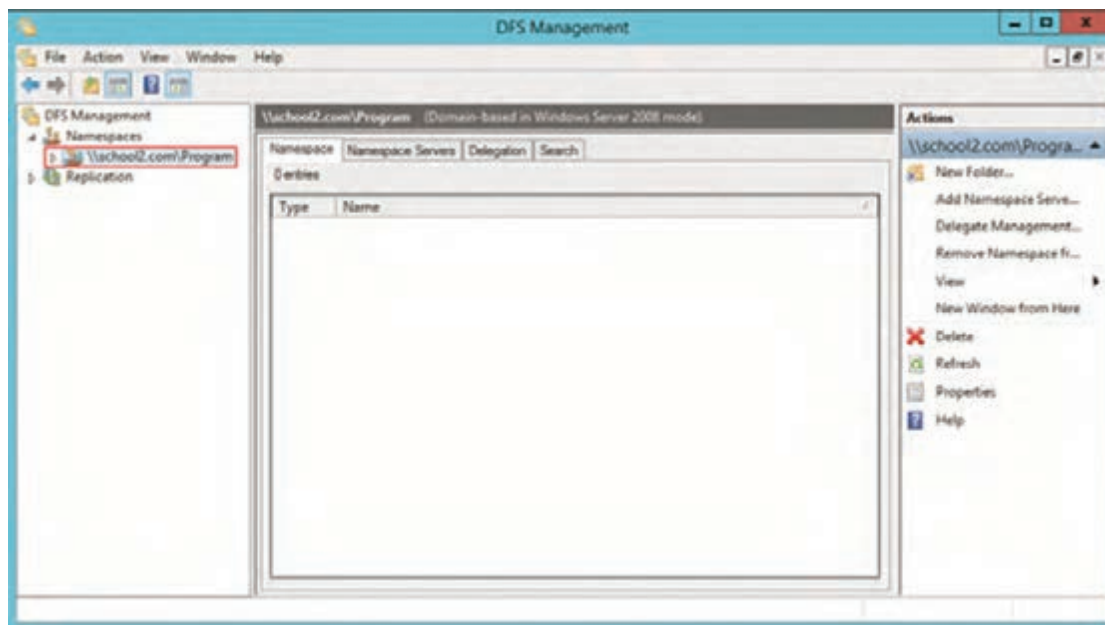 DFS Management
File Action View Window Help
DFS Management
Namespaces
\\school2.com\Program
Replication
\\school2.com\Program (Domain-based in Windows Server 2008 mode)
Namespace Namespace Servers Delegation Search
0 entries
Type Name
Actions
\\school2.com\Progra...
New Folder...
Add Namespace Serve...
Delegate Management...
Remove Namespace fr...
View
New Window from Here
Delete
Refresh
Properties
Help